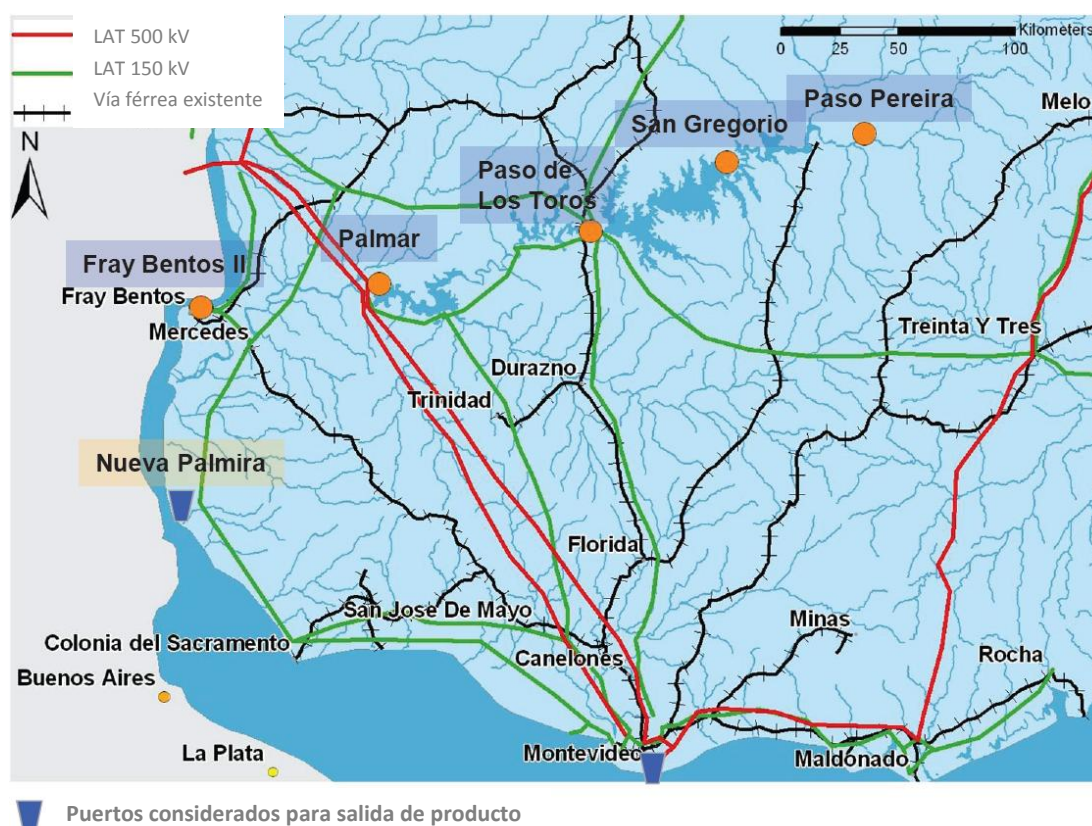 LAT 500 kV
LAT 150 kV
Vía férrea existente
N
Kilometers
0 25 50 100
Paso Pereira
San Gregorio
Melo
Paso de
Los Toros
Palmar
Fray Bentos II
Fray Bentos
Mercedes
Treinta Y Tres
Durazno
Trinidad
Nueva Palmira
Florida
San Jose De Mayo
Minas
Colonia del Sacramento
Canelones
Rocha
Buenos Aires
La Plata
Montevidec
Maldonado
Puertos considerados para salida de producto